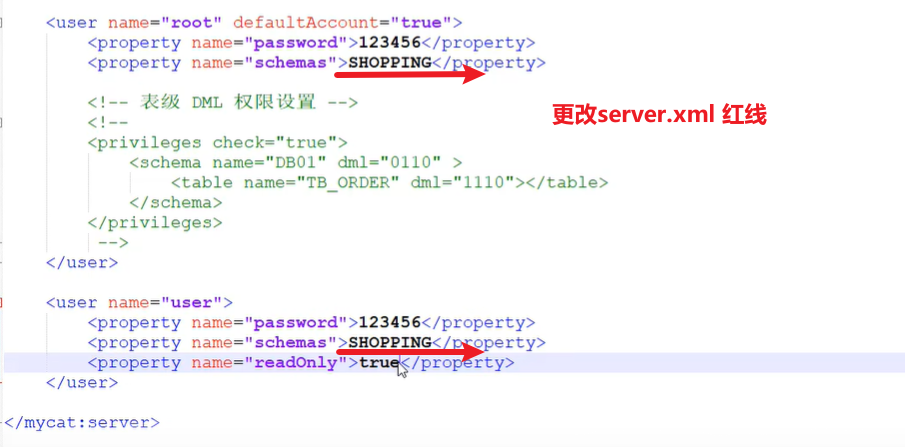 <user name="root" defaultAccount="true">
<property name="password">123456</property>
<property name="schemas">SHOPPING</property>
<!-- 表级 DML 权限设置 -->
更改server.xml 红线
<!--
<privileges check="true">
<schema name="DB01" dml="0110" >
<table name="TB_ORDER" dml="1110"></table>
</schema>
</privileges>
-->
</user>
<user name="user">
<property name="password">123456</property>
<property name="schemas">SHOPPING</property>
<property name="readOnly">true</property>
</user>
</mycat:server>